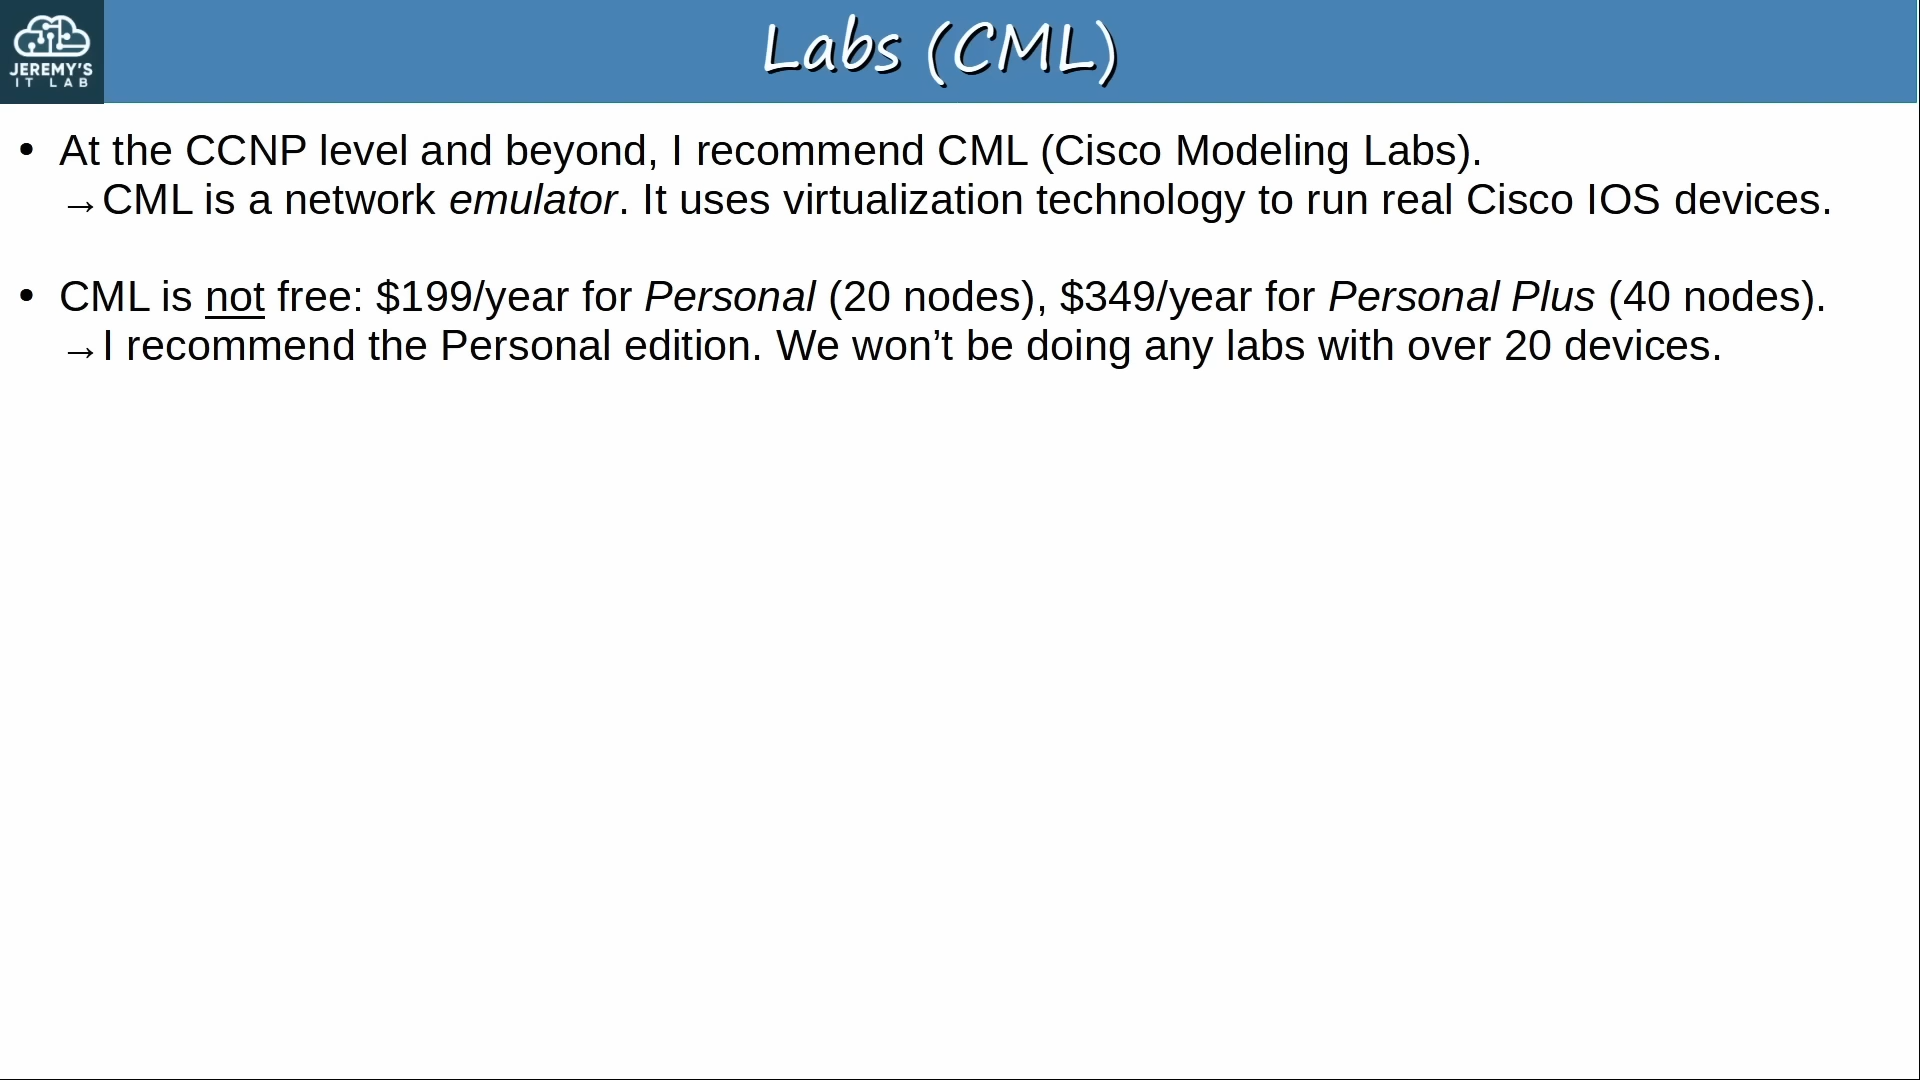 JEREMY'S
IT LAB
Labs (CML)
• At the CCNP level and beyond, I recommend CML (Cisco Modeling Labs).
→CML is a network emulator. It uses virtualization technology to run real Cisco IOS devices.
• CML is not free: $199/year for Personal (20 nodes), $349/year for Personal Plus (40 nodes).
→I recommend the Personal edition. We won’t be doing any labs with over 20 devices.